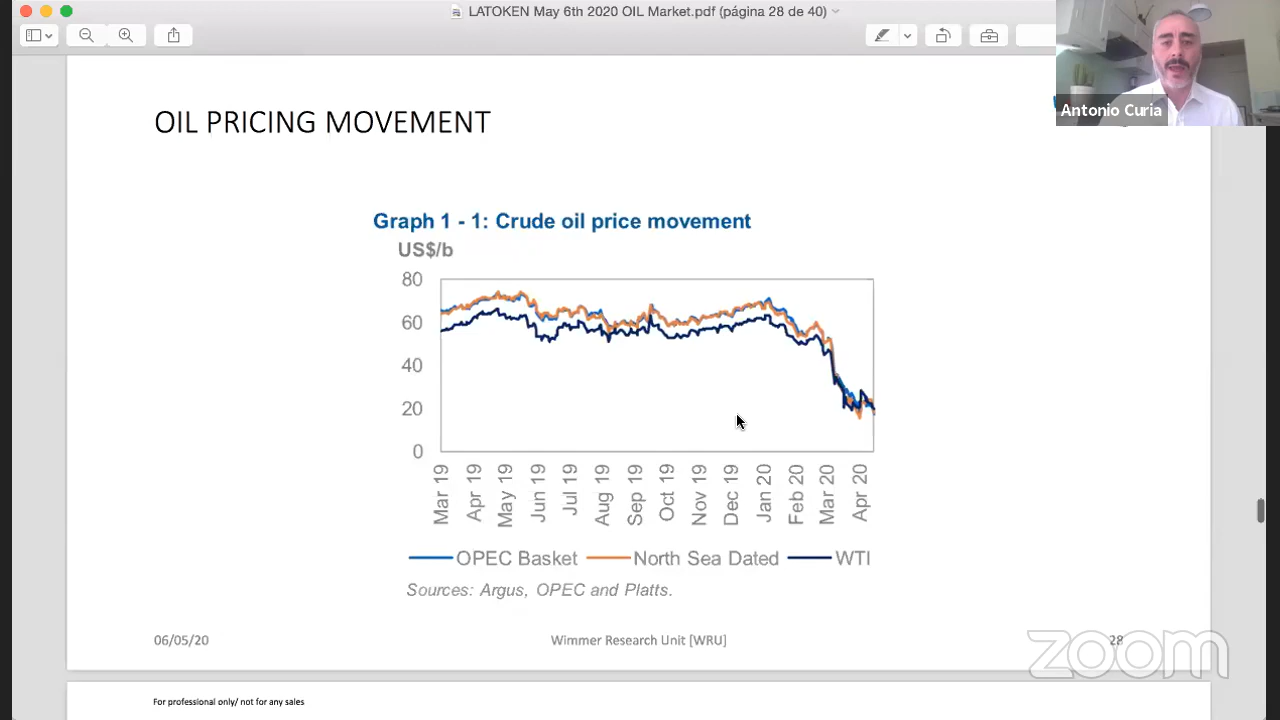 LATOKEN May 6th 2020 OIL Market.pdf (página 28 de 40)
Antonio Curia
OIL PRICING MOVEMENT
Graph 1 - 1: Crude oil price movement
US$/b
80
60
40
20
0
Mar 19 Apr 19 May 19 Jun 19 Jul 19 Aug 19 Sep 19 Oct 19 Nov 19 Dec 19 Jan 20 Feb 20 Mar 20 Apr 20
OPEC Basket North Sea Dated WTI
Sources: Argus, OPEC and Platts.
06/05/20 Wimmer Research Unit [WRU] 28
zoom
For professional only/ not for any sales